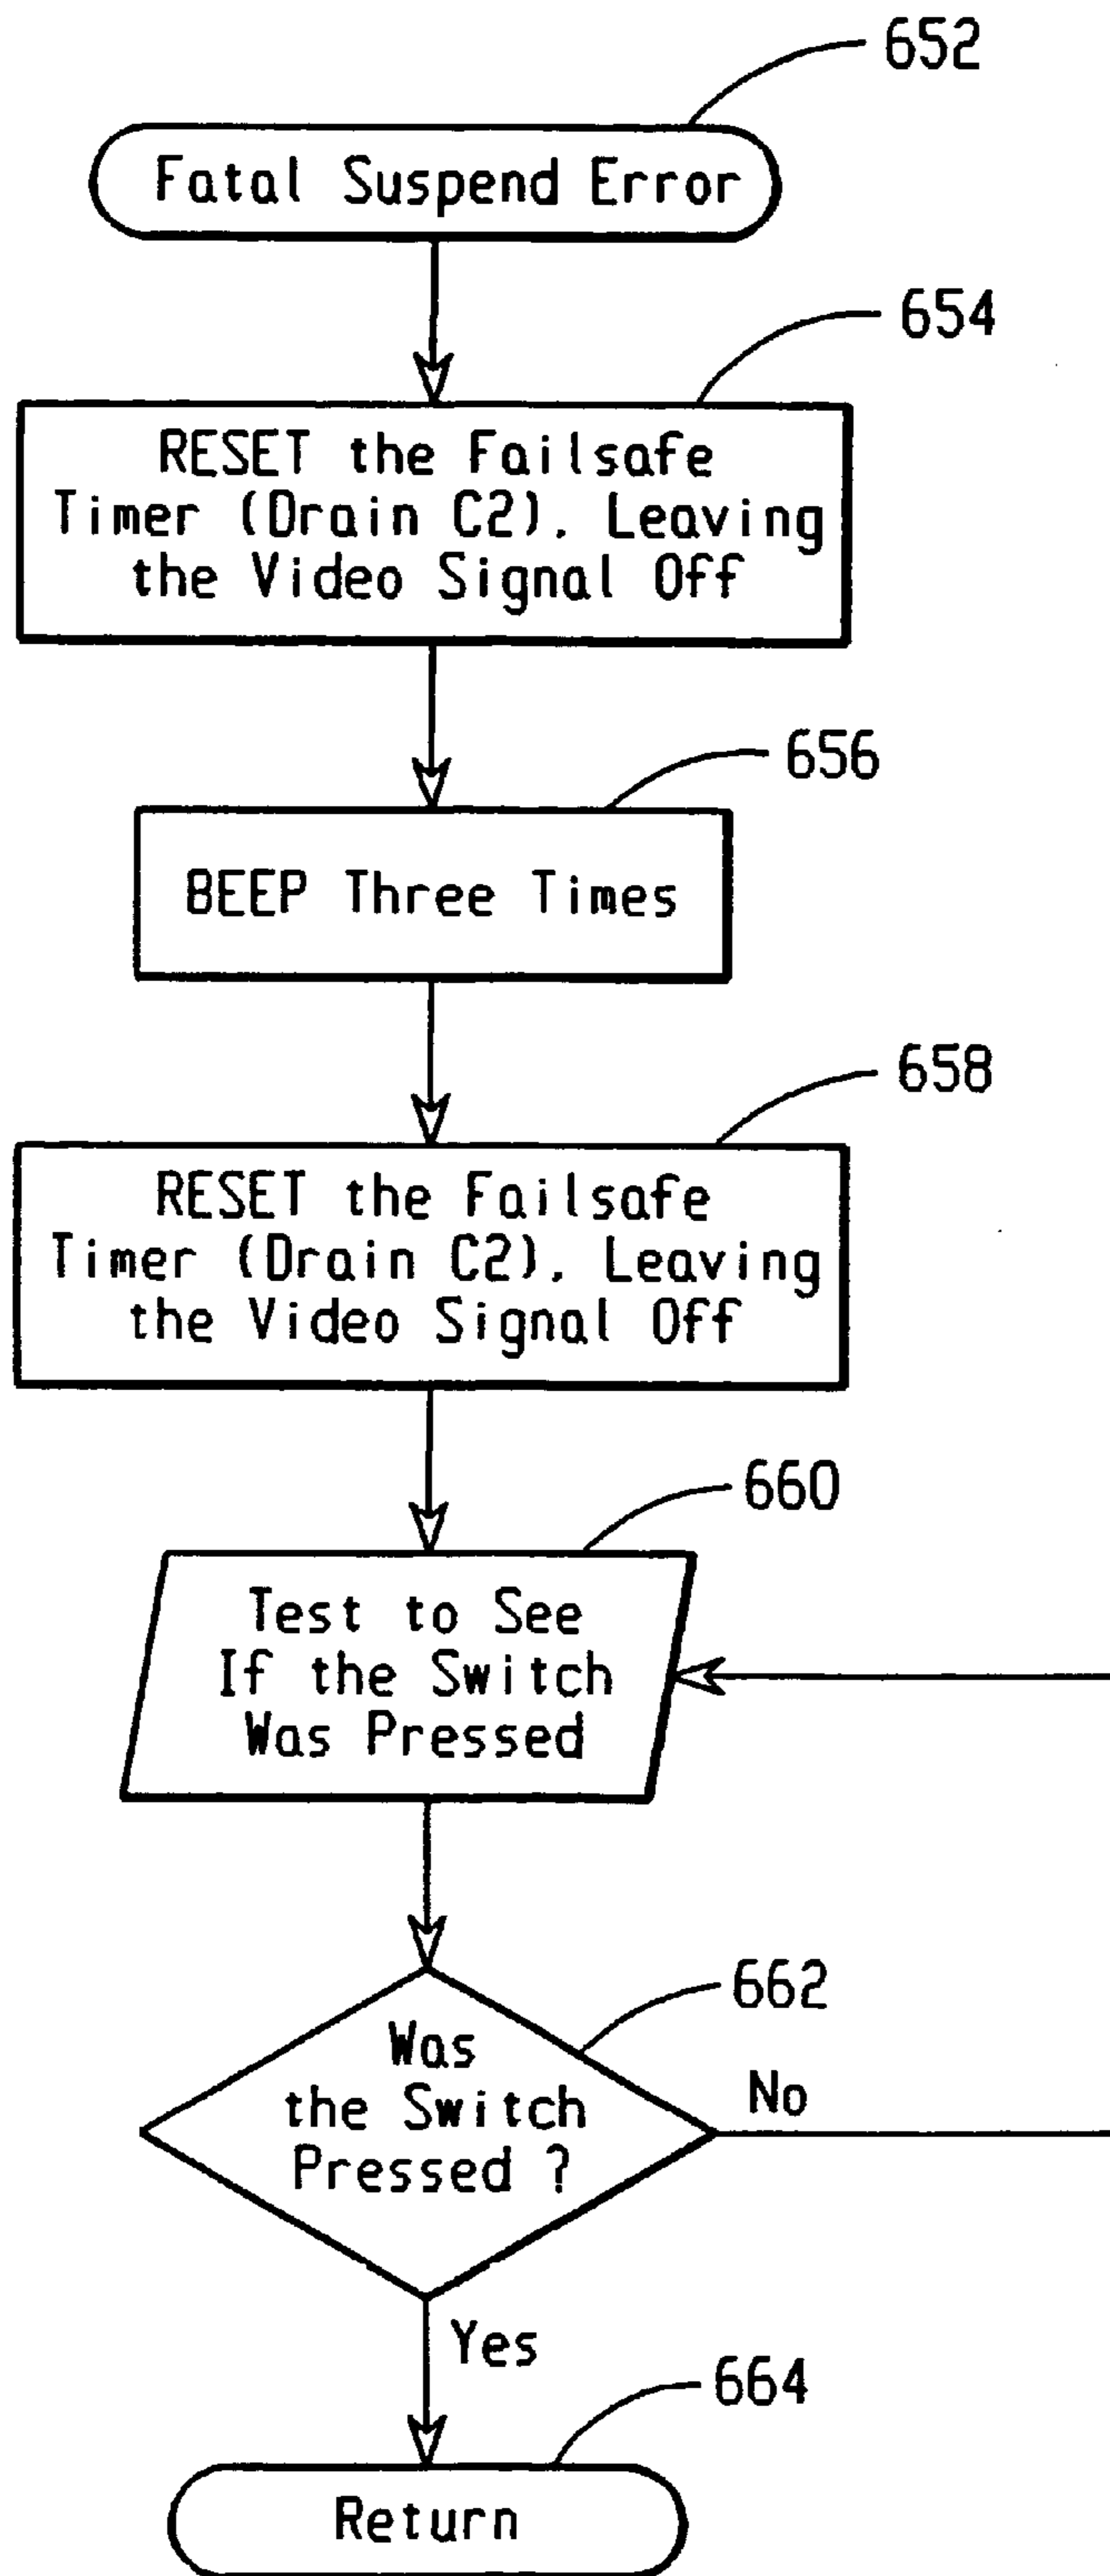 652
Fatal Suspend Error
654
RESET the Failsafe
Timer (Drain C2), Leaving
the Video Signal Off
656
BEEP Three Times
658
RESET the Failsafe
Timer (Drain C2), Leaving
the Video Signal Off
660
Test to See
If the Switch
Was Pressed
662
Was
the Switch
Pressed ?
No
Yes
664
Return